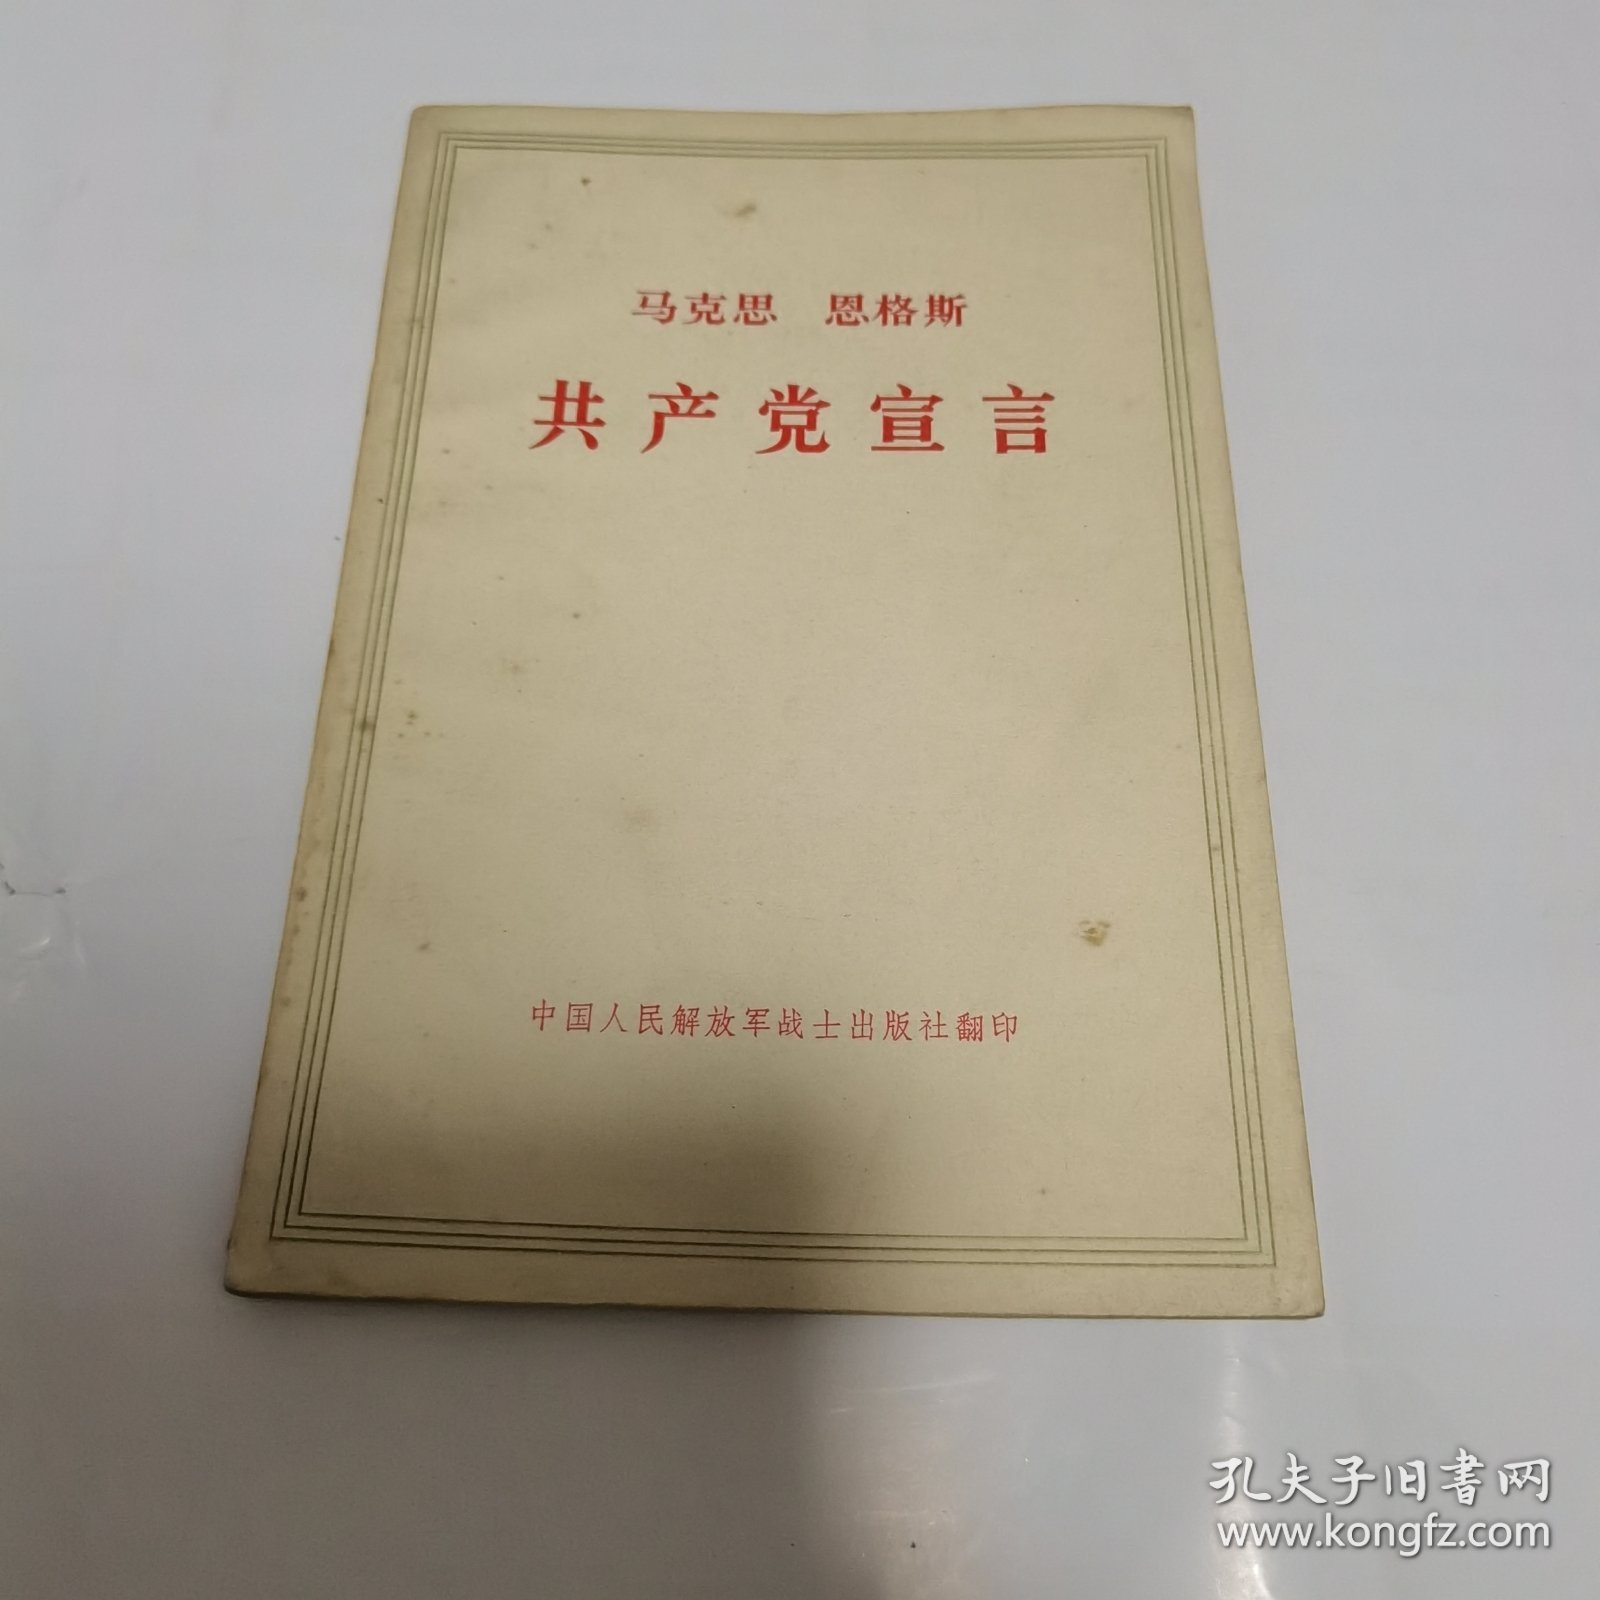 马克思 恩格斯
共产党宣言
中国人民解放军战士出版社翻印
孔夫子旧书网
www.kongfz.com